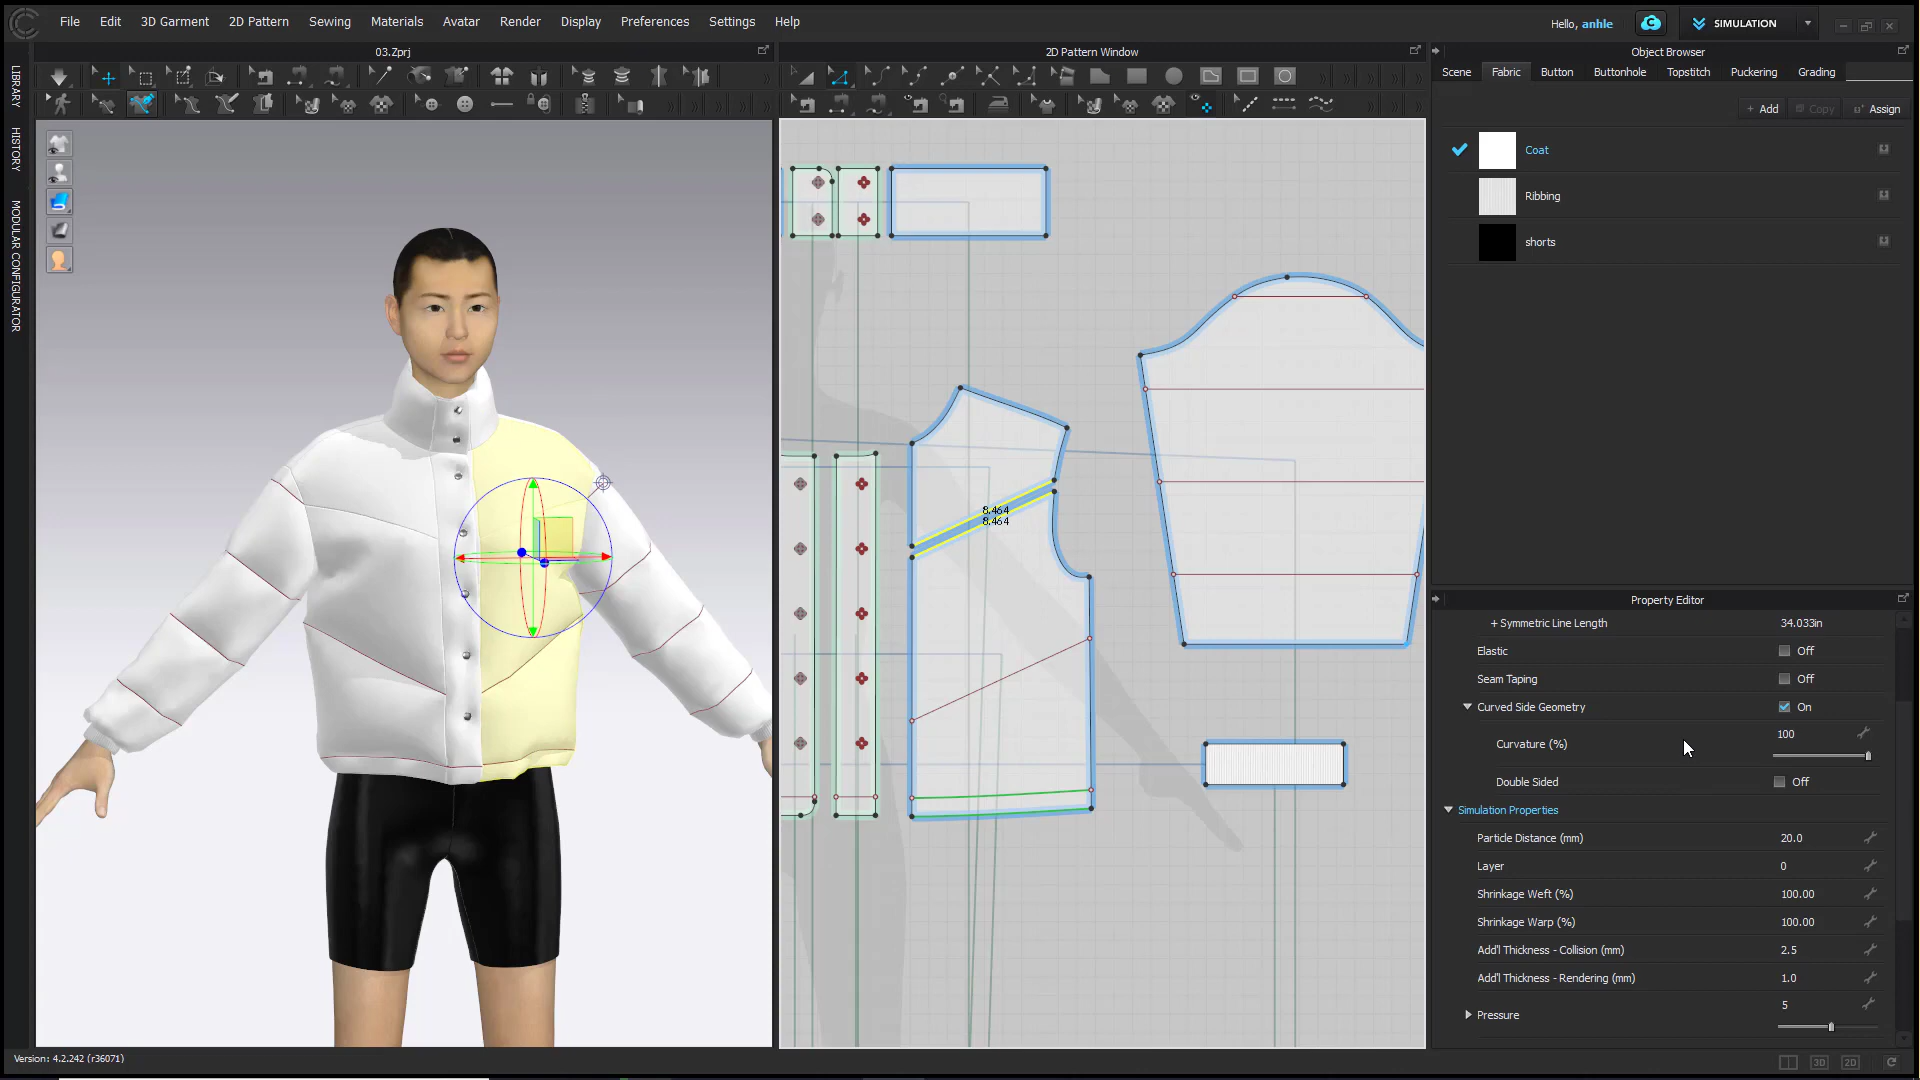 File Edit 3D Garment 2D Pattern Sewing Materials Avatar Render Display Preferences Settings Help
Hello, anhle
SIMULATION
03.Zprj
2D Pattern Window
Object Browser
Scene Fabric Button Buttonhole Topstitch Puckering Grading
+ Add Copy Assign
Coat
Ribbing
shorts
LIBRARY
HISTORY
MODULAR CONFIGURATOR
8.464
8.464
Property Editor
+ Symmetric Line Length 34.033in
Elastic Off
Seam Taping Off
Curved Side Geometry On
Curvature (%) 100
Double Sided Off
Simulation Properties
Particle Distance (mm) 20.0
Layer 0
Shrinkage Weft (%) 100.00
Shrinkage Warp (%) 100.00
Add'l Thickness - Collision (mm) 2.5
Add'l Thickness - Rendering (mm) 1.0
Pressure 5
Version: 4.2.242 (r36071)
3D 2D